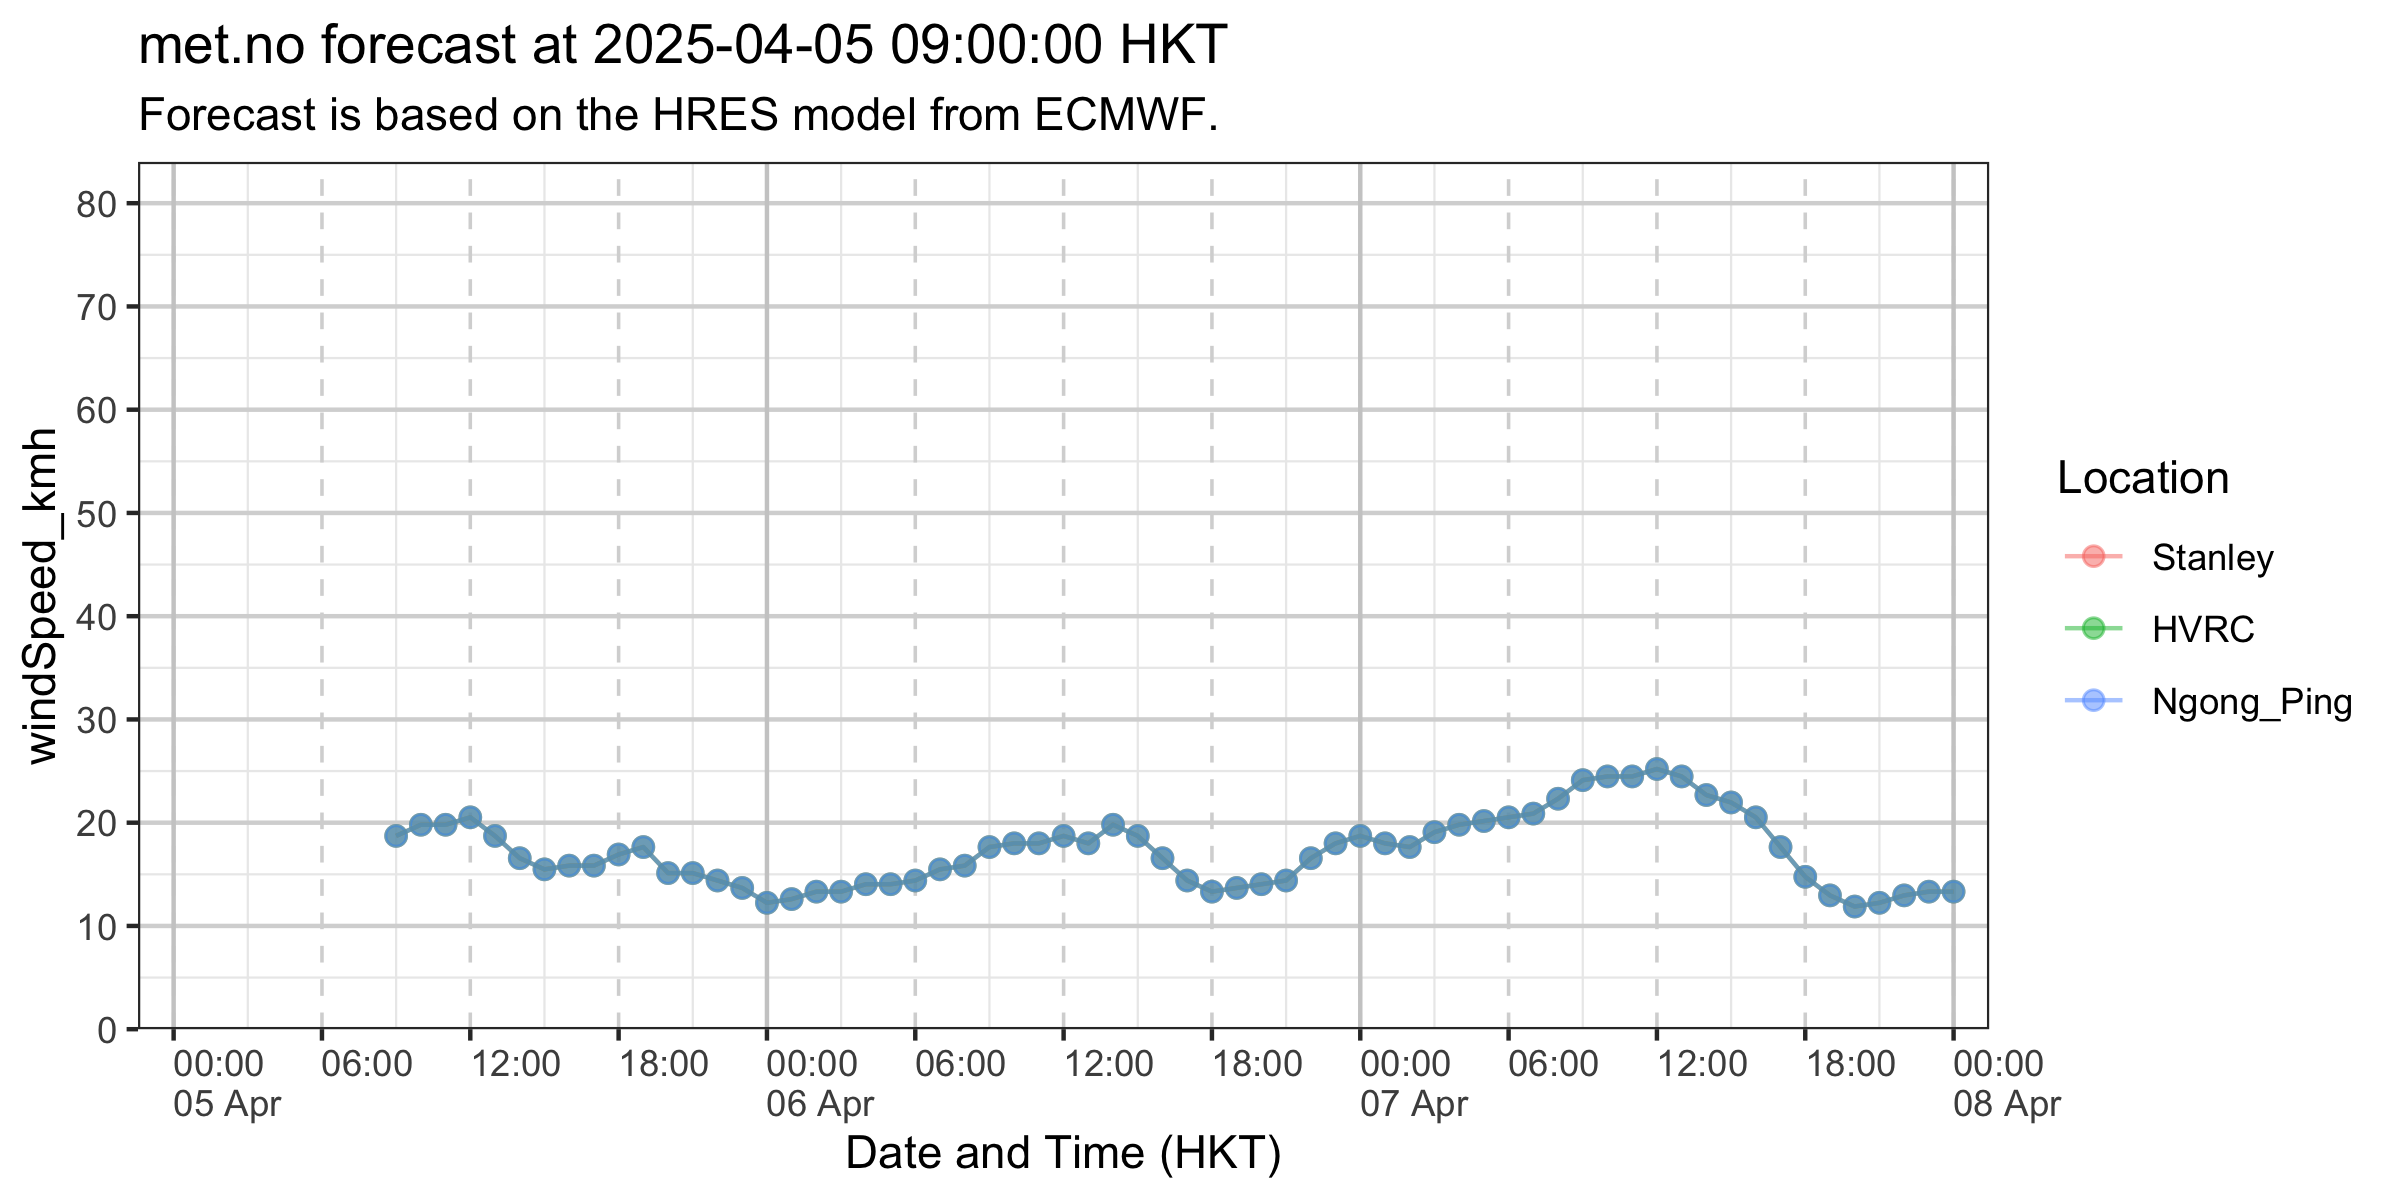 met.no forecast at 2025-04-05 09:00:00 HKT
Forecast is based on the HRES model from ECMWF.
windSpeed_kmh
80
70
60
50
40
30
20
10
0
00:00 06:00 12:00 18:00 00:00 06:00 12:00 18:00 00:00 06:00 12:00 18:00 00:00
05 Apr 06 Apr 07 Apr 08 Apr
Date and Time (HKT)
Location
Stanley
HVRC
Ngong_Ping